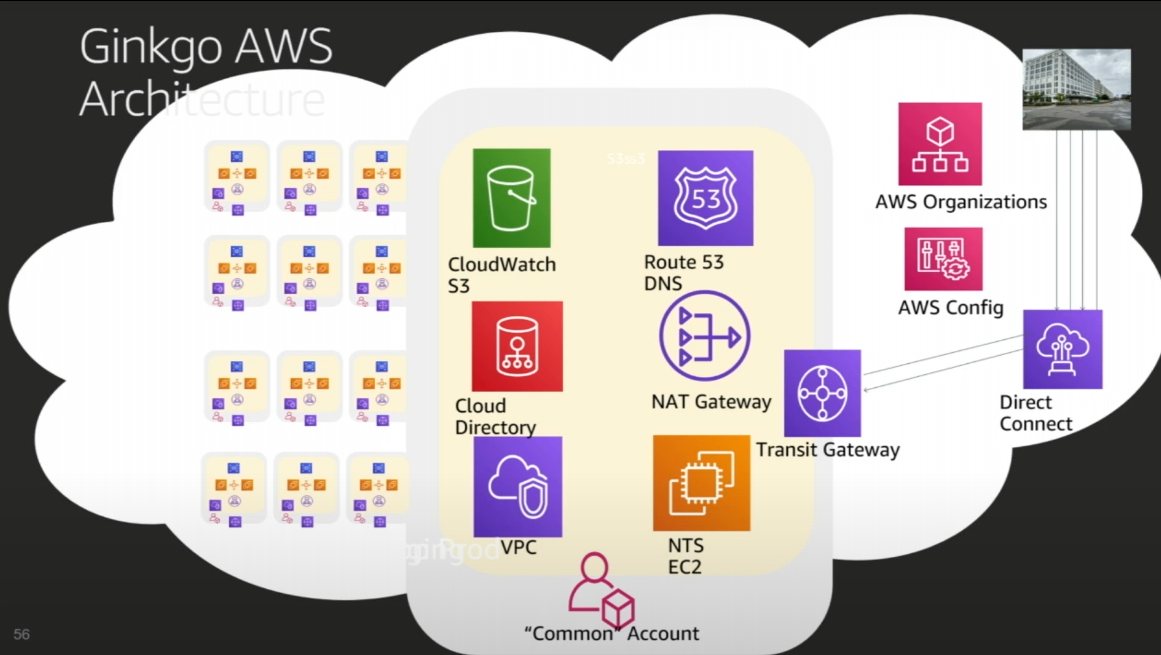 Ginkgo AWS
Architecture
S3
53
CloudWatch
S3
Route 53
DNS
Cloud
Directory
NAT Gateway
Transit Gateway
VPC
NTS
EC2
“Common” Account
AWS Organizations
AWS Config
Direct
Connect
56